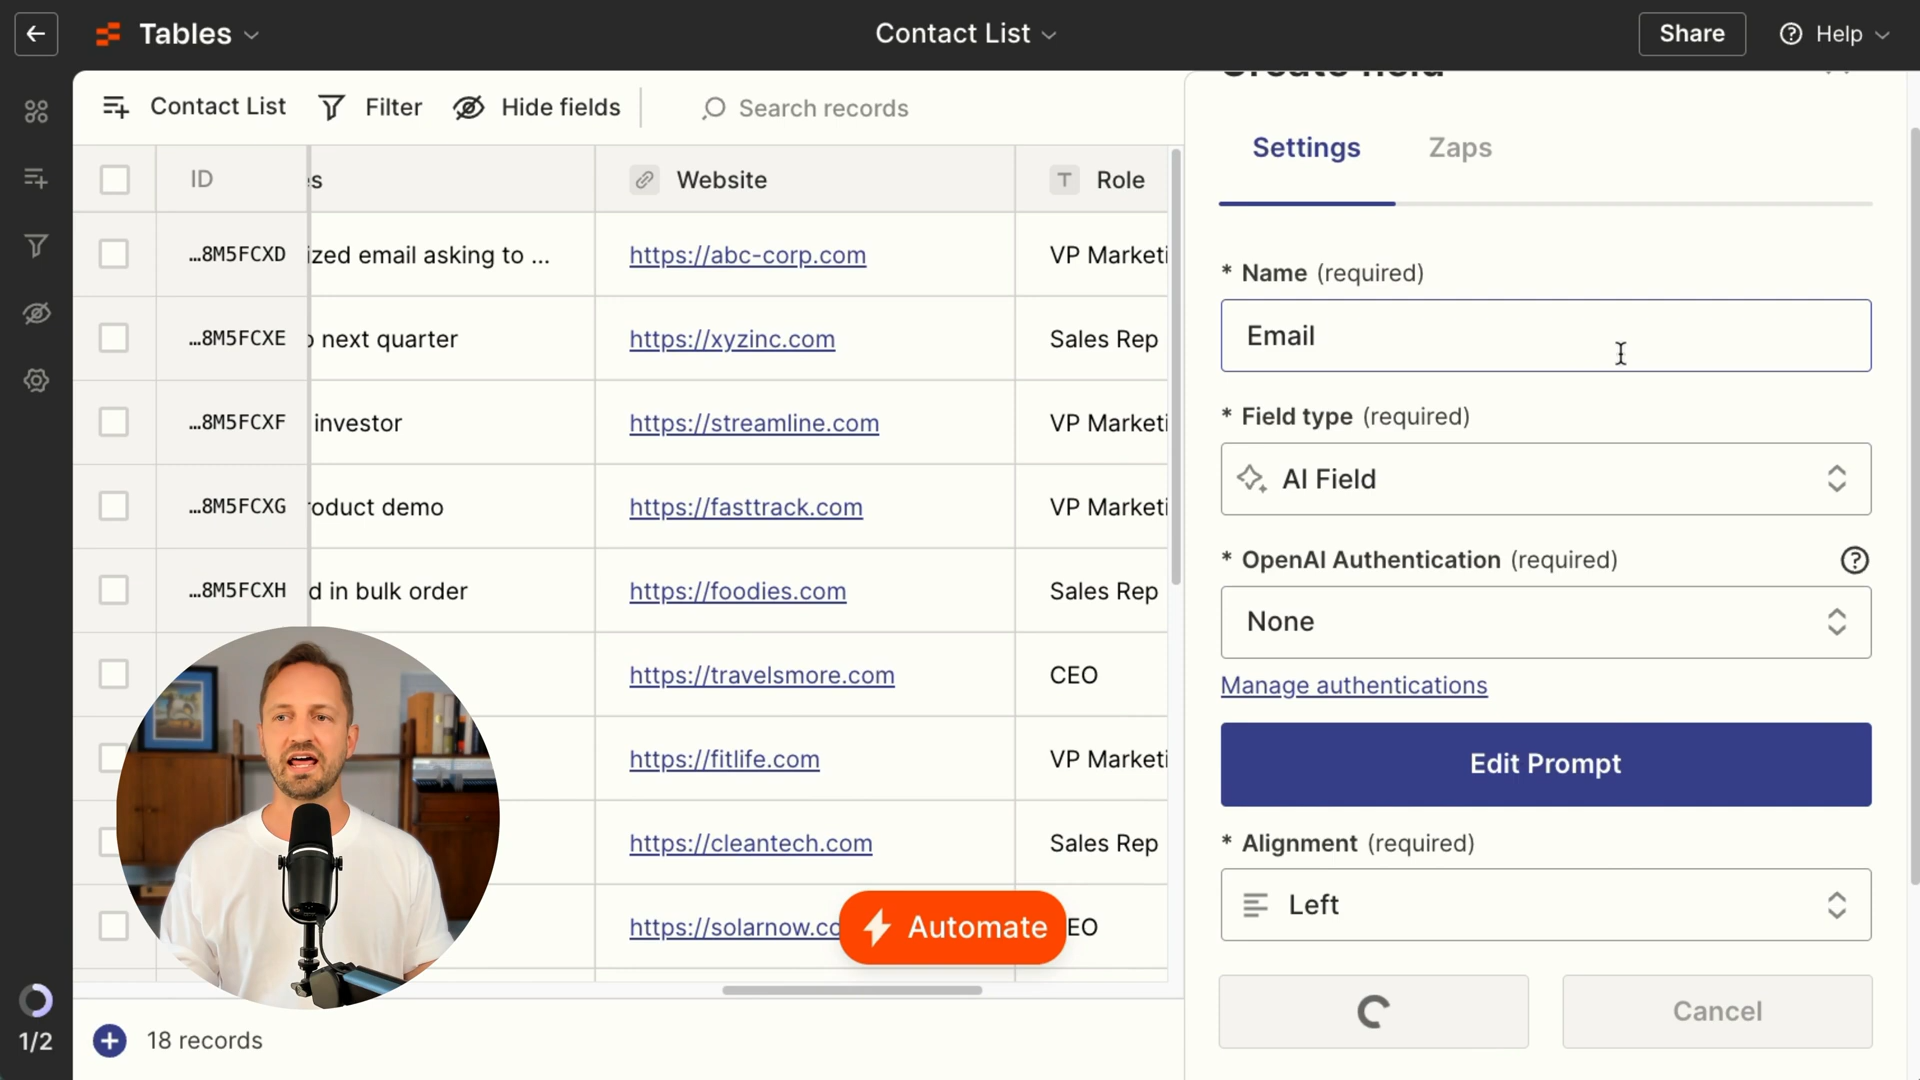 Tables
Contact List
Share
Help
Contact List
Filter
Hide fields
Search records
ID
s
Website
Role
...8M5FCXD
ized email asking to ...
https://abc-corp.com
VP Marketi
...8M5FCXE
next quarter
https://xyzinc.com
Sales Rep
...8M5FCXF
investor
https://streamline.com
VP Marketi
...8M5FCXG
roduct demo
https://fasttrack.com
VP Marketi
...8M5FCXH
d in bulk order
https://foodies.com
Sales Rep
https://travelsmore.com
CEO
https://fitlife.com
VP Marketi
https://cleantech.com
Sales Rep
https://solarnow.co
EO
Automate
1/2
18 records
Create field
Settings
Zaps
* Name (required)
Email
* Field type (required)
AI Field
* OpenAI Authentication (required)
None
Manage authentications
Edit Prompt
* Alignment (required)
Left
Cancel